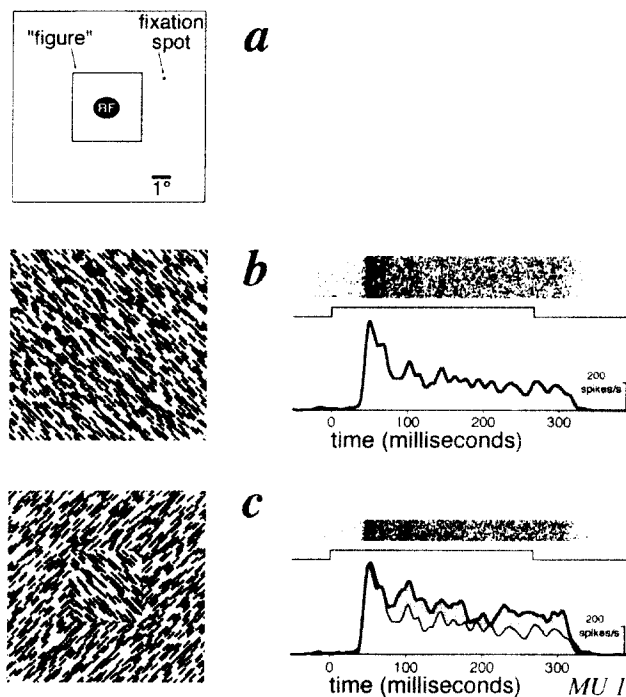 "figure"
fixation
spot
a
RF
1°
b
200
spikes/s
0 100 200 300
time (milliseconds)
c
200
spikes/s
0 100 200 300
time (milliseconds)
MU 1